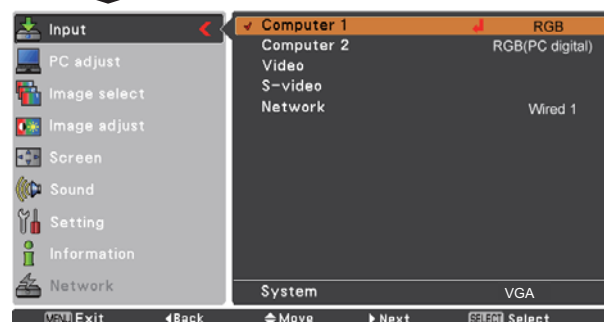 Input
PC adjust
Image select
Image adjust
Screen
Sound
Setting
Information
Network
Computer 1 RGB
Computer 2 RGB(PC digital)
Video
S-video
Network Wired 1
System VGA
MENU Exit Back Move Next SELECT Select